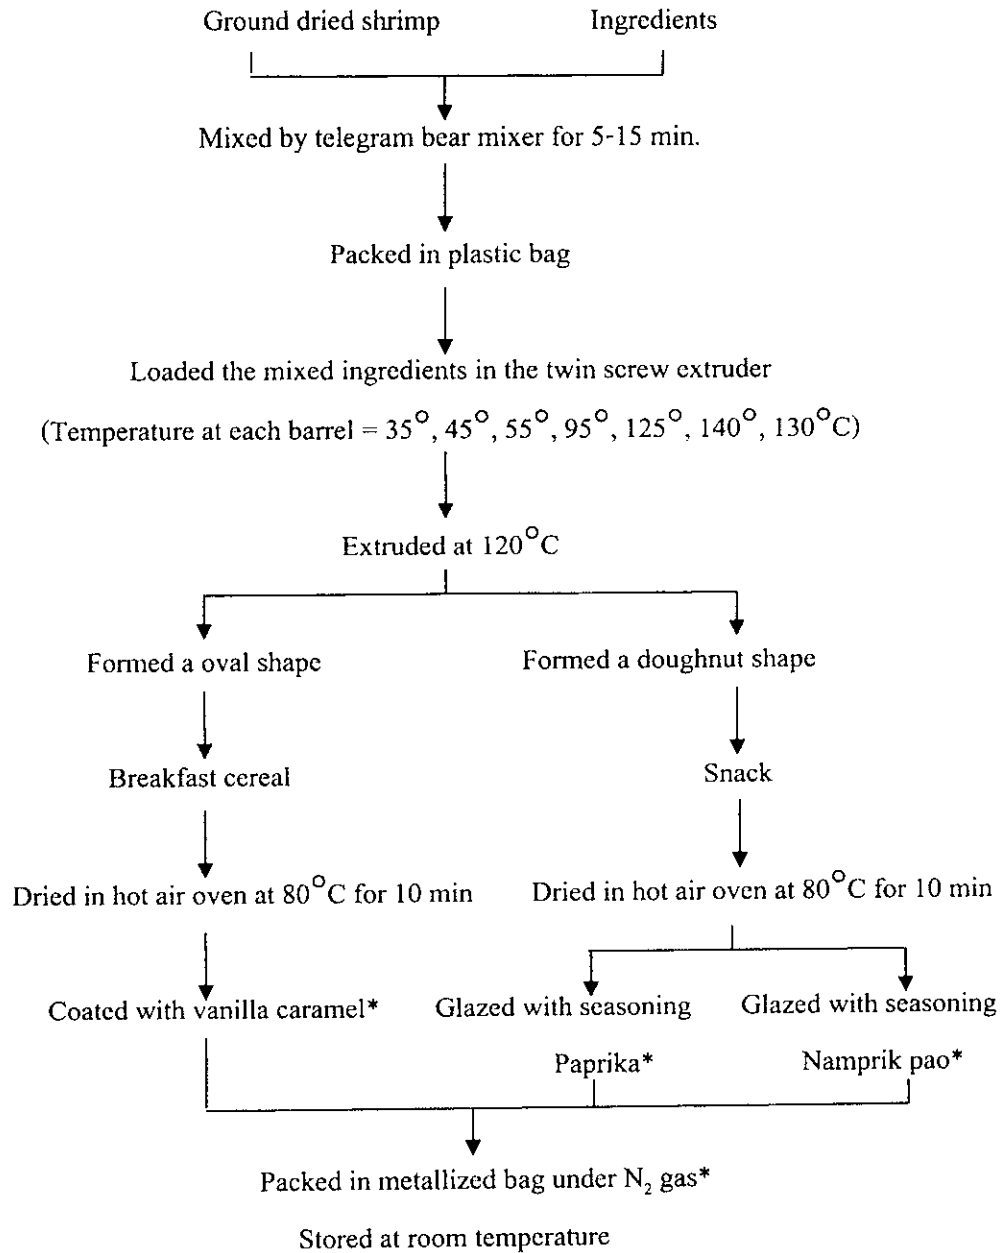 Ground dried shrimp Ingredients
Mixed by telegram bear mixer for 5-15 min.
Packed in plastic bag
Loaded the mixed ingredients in the twin screw extruder
(Temperature at each barrel = 35°, 45°, 55°, 95°, 125°, 140°, 130°C)
Extruded at 120°C
Formed a oval shape Formed a doughnut shape
Breakfast cereal Snack
Dried in hot air oven at 80°C for 10 min Dried in hot air oven at 80°C for 10 min
Coated with vanilla caramel* Glazed with seasoning Glazed with seasoning
Paprika* Namprik pao*
Packed in metallized bag under N₂ gas*
Stored at room temperature